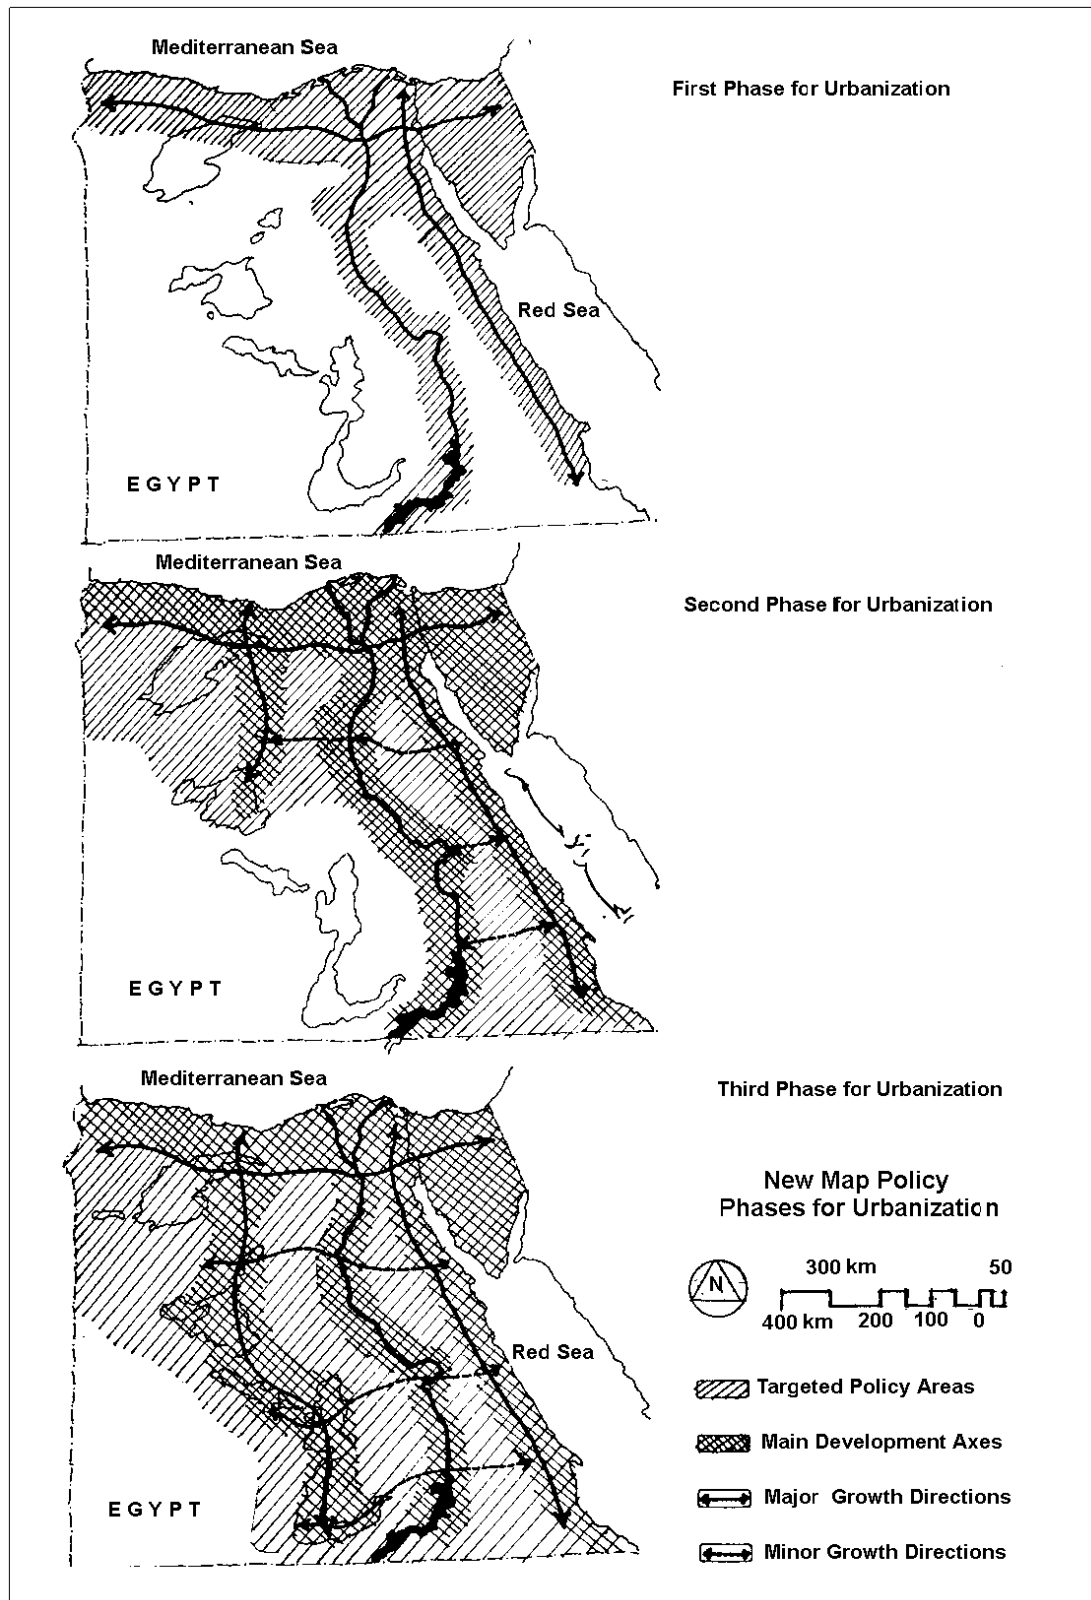 Mediterranean Sea
First Phase for Urbanization
Red Sea
EGYPT
Mediterranean Sea
Second Phase for Urbanization
EGYPT
Mediterranean Sea
Third Phase for Urbanization
New Map Policy
Phases for Urbanization
N
300 km 50
400 km 200 100 0
Red Sea
Targeted Policy Areas
Main Development Axes
EGYPT
Major Growth Directions
Minor Growth Directions